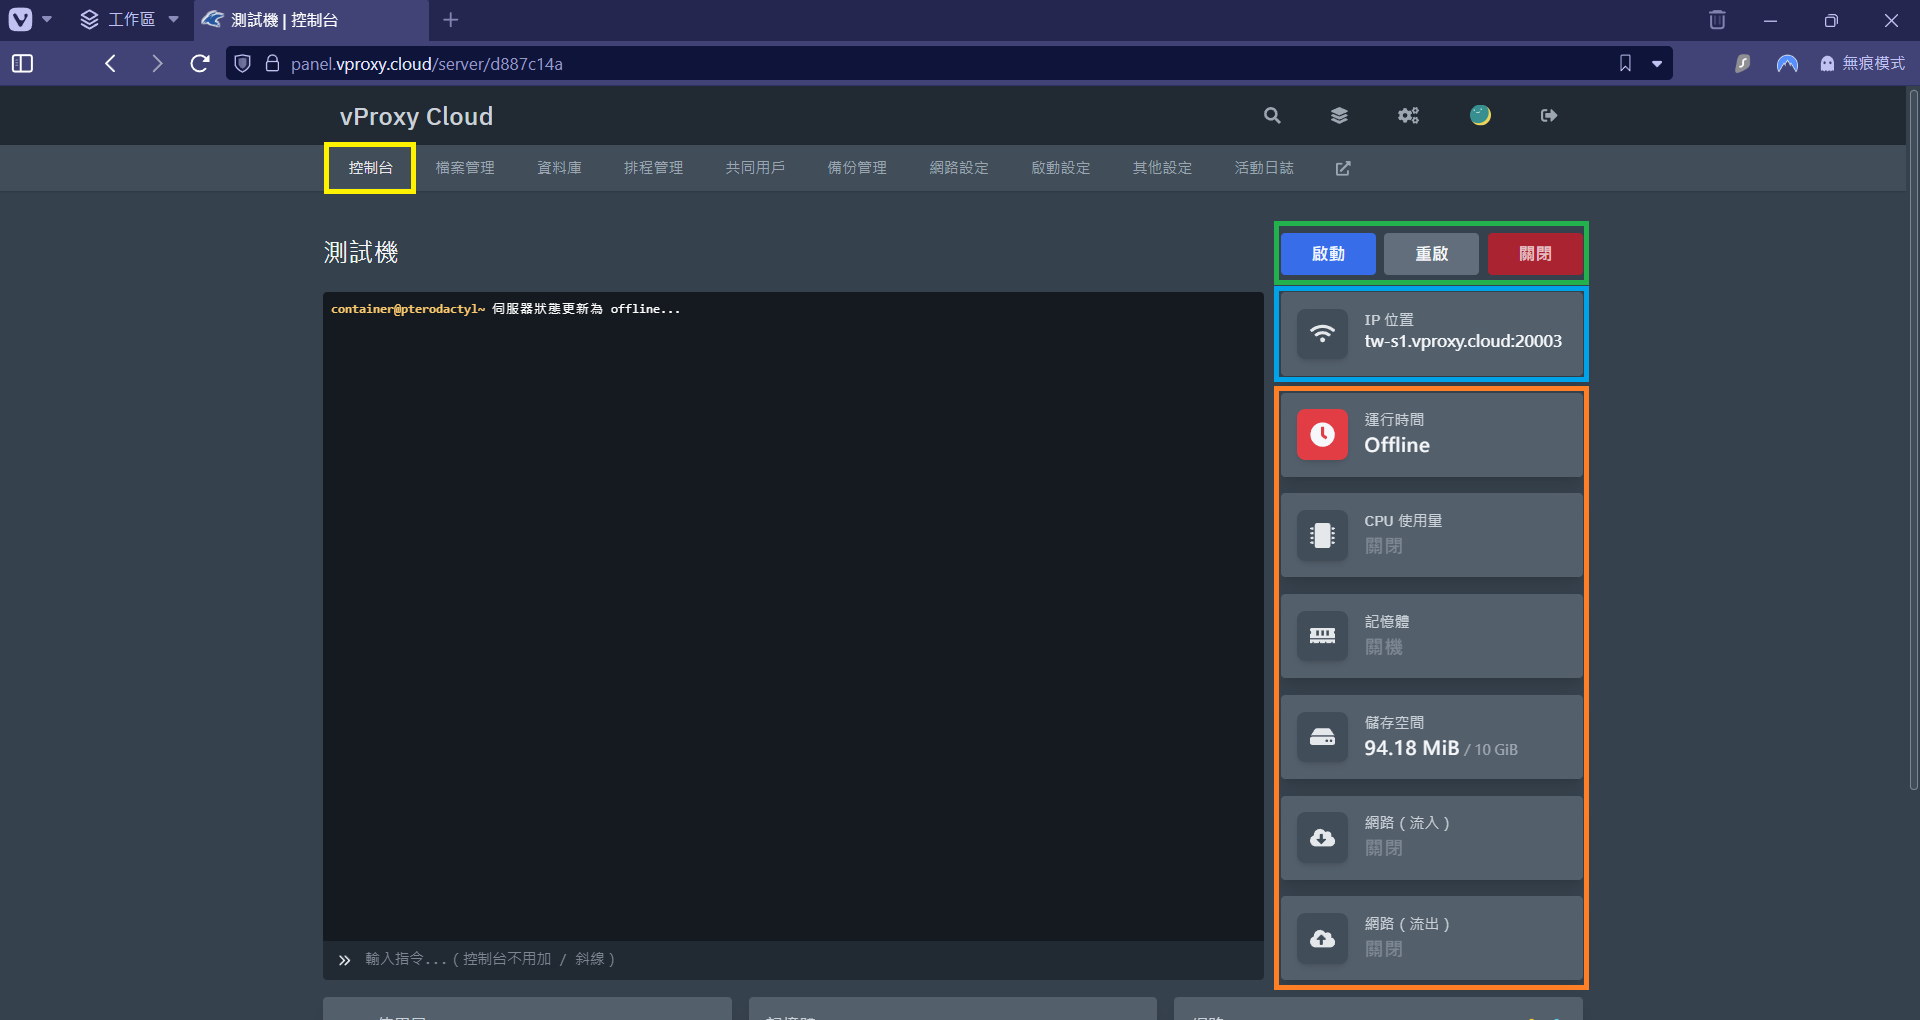 工作區
測試機 | 控制台
panel.vproxy.cloud/server/d887c14a
無痕模式
vProxy Cloud
控制台
檔案管理
資料庫
排程管理
共同用戶
備份管理
網路設定
啟動設定
其他設定
活動日誌
測試機
啟動
重啟
關閉
container@pterodactyl~ 伺服器狀態更新為 offline...
IP 位置
tw-s1.vproxy.cloud:20003
運行時間
Offline
CPU 使用量
關閉
記憶體
關機
儲存空間
94.18 MiB / 10 GiB
網路 ( 流入 )
關閉
網路 ( 流出 )
關閉
輸入指令... ( 控制台不用加 / 斜線 )